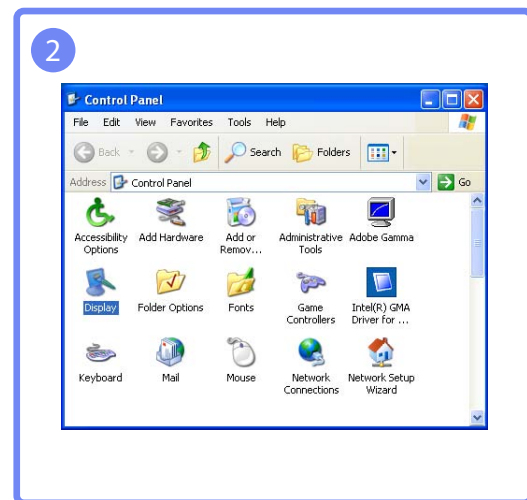 2
Control Panel
File Edit View Favorites Tools Help
Back Search Folders
Address Control Panel Go
Accessibility Options
Add Hardware
Add or Remov...
Administrative Tools
Adobe Gamma
Display
Folder Options
Fonts
Game Controllers
Intel(R) GMA Driver for ...
Keyboard
Mail
Mouse
Network Connections
Network Setup Wizard